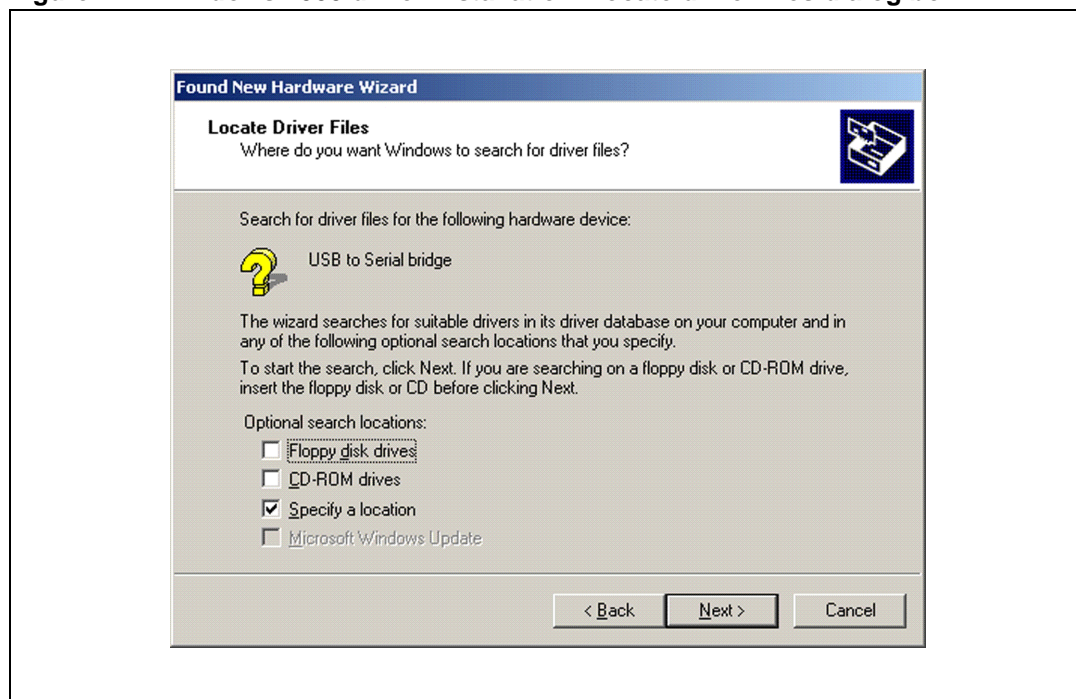 Found New Hardware Wizard
Locate Driver Files
Where do you want Windows to search for driver files?
Search for driver files for the following hardware device:
USB to Serial bridge
The wizard searches for suitable drivers in its driver database on your computer and in
any of the following optional search locations that you specify.
To start the search, click Next. If you are searching on a floppy disk or CD-ROM drive,
insert the floppy disk or CD before clicking Next.
Optional search locations:
Floppy disk drives
CD-ROM drives
Specify a location
Microsoft Windows Update
< Back Next > Cancel